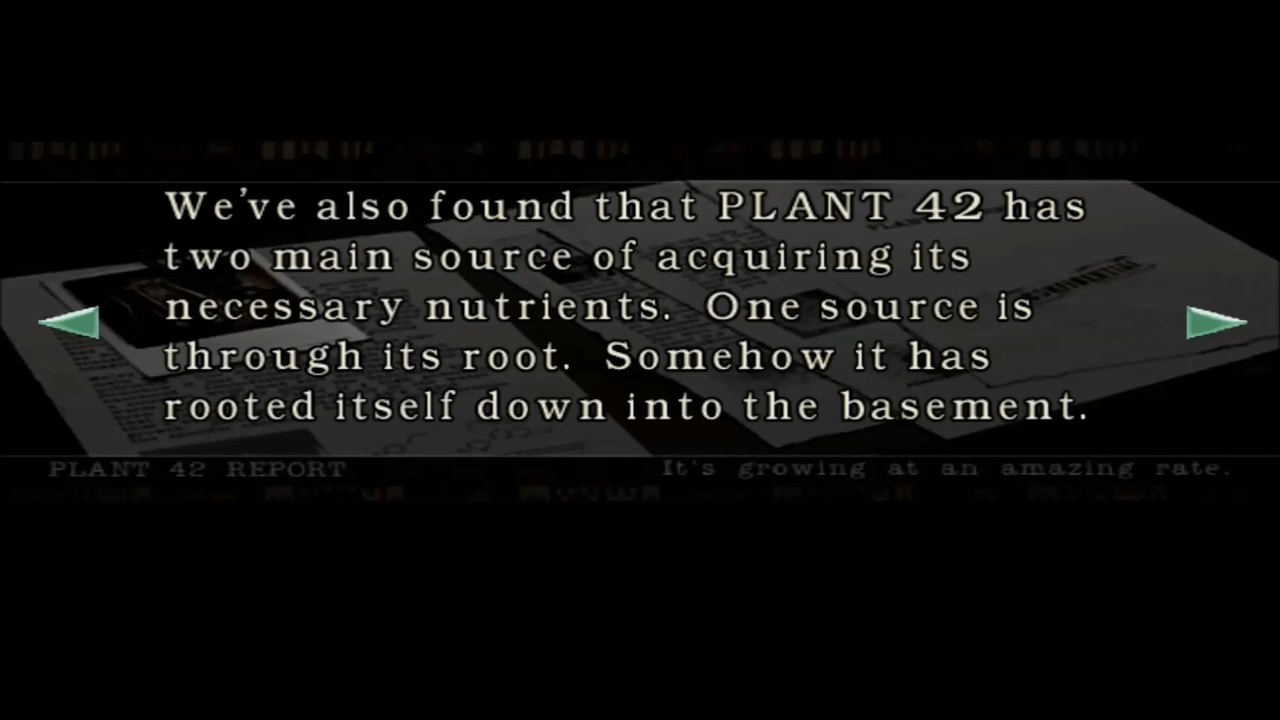 We've also found that PLANT 42 has
two main source of acquiring its
necessary nutrients. One source is
through its root. Somehow it has
rooted itself down into the basement.
PLANT 42 REPORT
It's growing at an amazing rate.